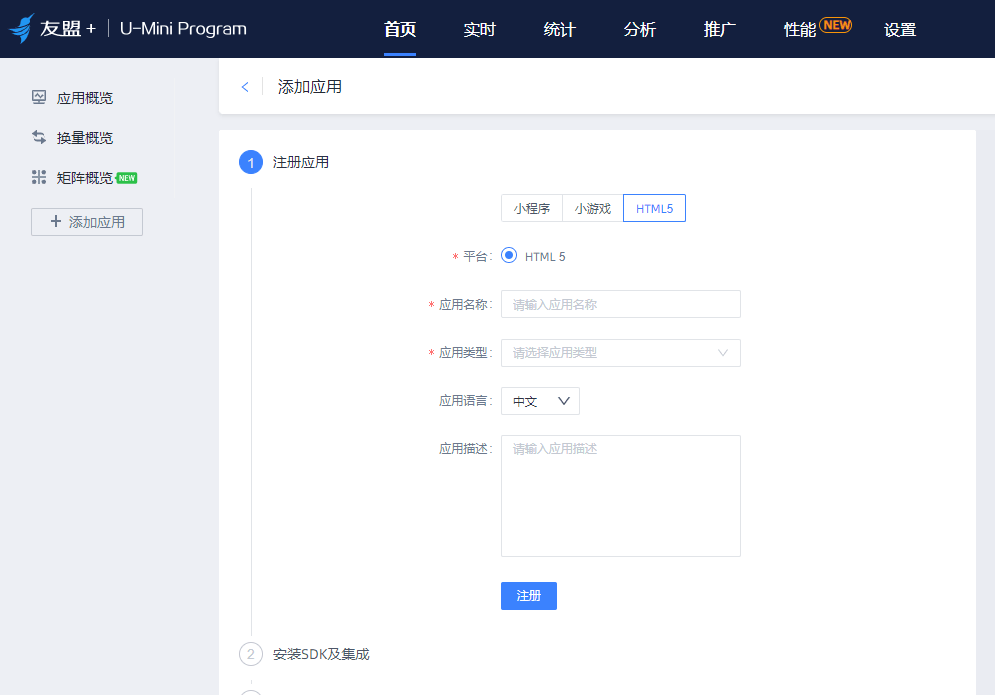 友盟+ | U-Mini Program 首页 实时 统计 分析 推广 性能 NEW 设置
< 添加应用
应用概览
换量概览
矩阵概览 NEW
+ 添加应用
1 注册应用
小程序 小游戏 HTML5
* 平台: HTML 5
* 应用名称: 请输入应用名称
* 应用类型: 请选择应用类型
应用语言: 中文
应用描述: 请输入应用描述
注册
2 安装SDK及集成